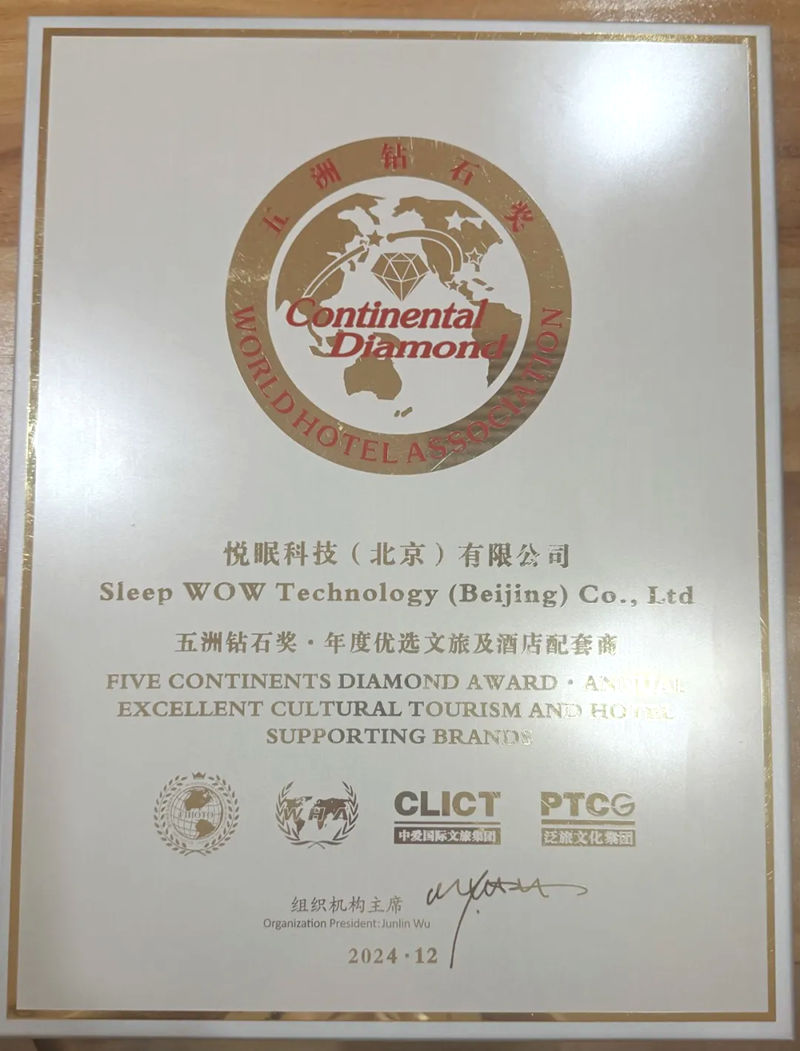 五洲钻石奖
Continental
Diamond
WORLD HOTEL ASSOCIATION
悦眠科技（北京）有限公司
Sleep WOW Technology (Beijing) Co., Ltd
五洲钻石奖·年度优选文旅及酒店配套商
FIVE CONTINENTS DIAMOND AWARD · ANNUAL
EXCELLENT CULTURAL TOURISM AND HOTEL
SUPPORTING BRANDS
WHA
CLICT
中爱国际文旅集团
PTCG
泛旅文化集团
组织机构主席
Organization President: Junlin Wu
2024·12